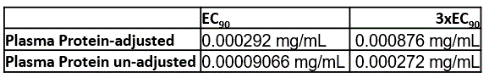 EC90 3xEC90
Plasma Protein-adjusted 0.000292 mg/mL 0.000876 mg/mL
Plasma Protein un-adjusted 0.00009066 mg/mL 0.000272 mg/mL